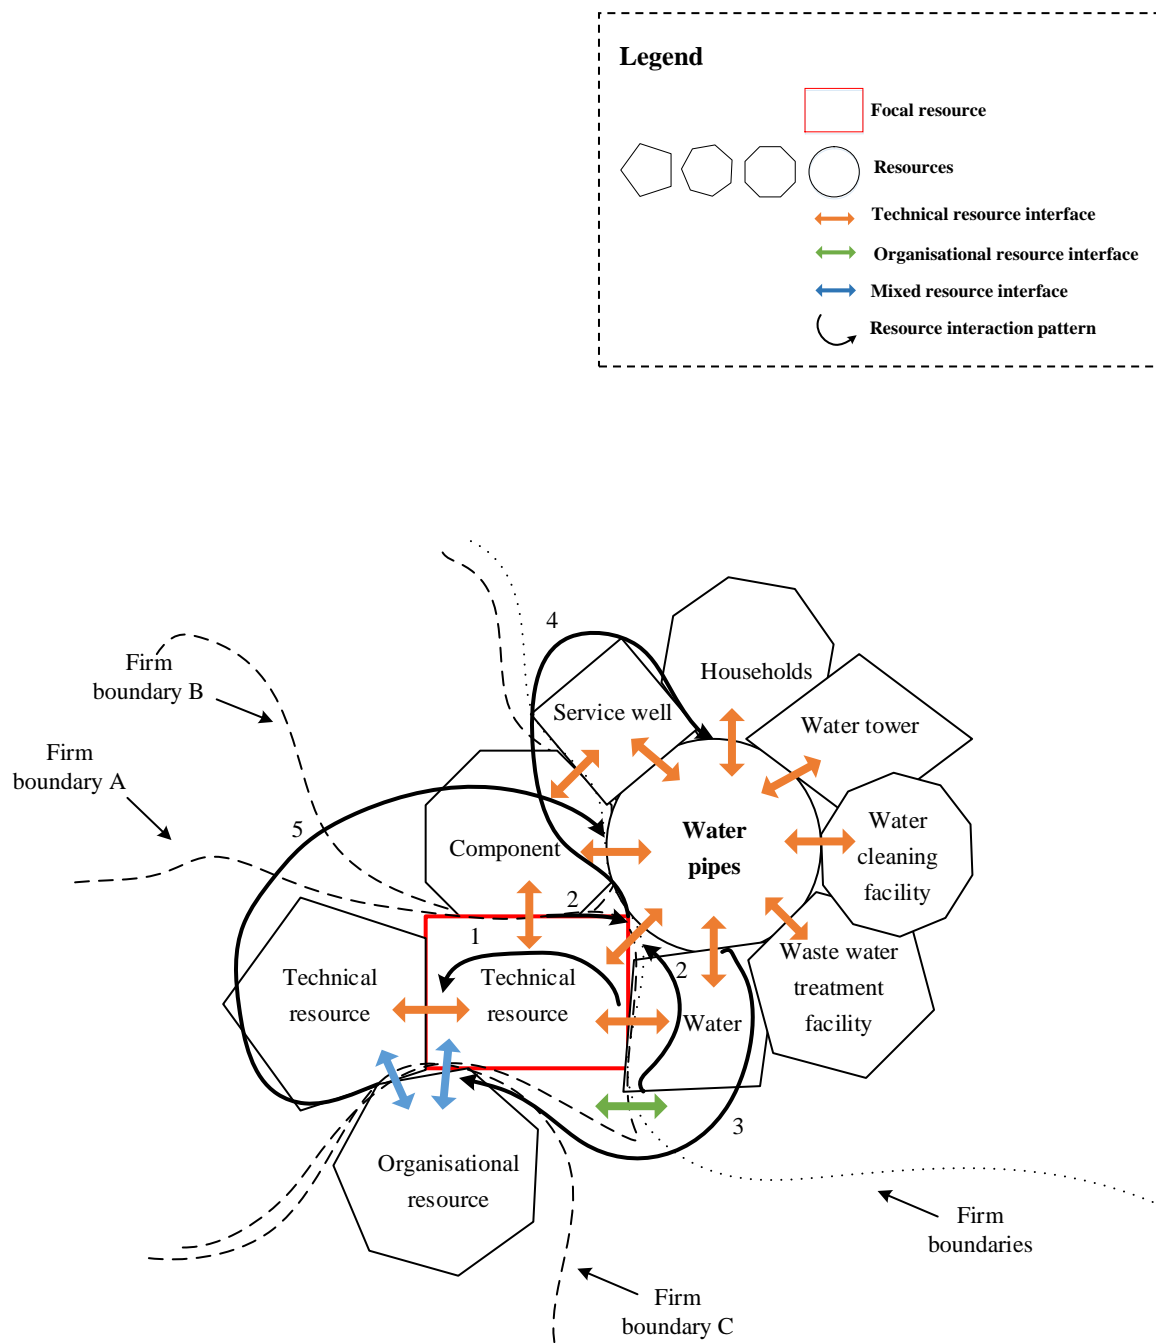 Legend
Focal resource
Resources
Technical resource interface
Organisational resource interface
Mixed resource interface
Resource interaction pattern
4
Firm
boundary B
Households
Service well
Water tower
Firm
boundary A
5
Component
Water
pipes
Water
cleaning
facility
2
1
Technical
resource
Technical
resource
2
Water
Waste water
treatment
facility
3
Organisational
resource
Firm
boundaries
Firm
boundary C